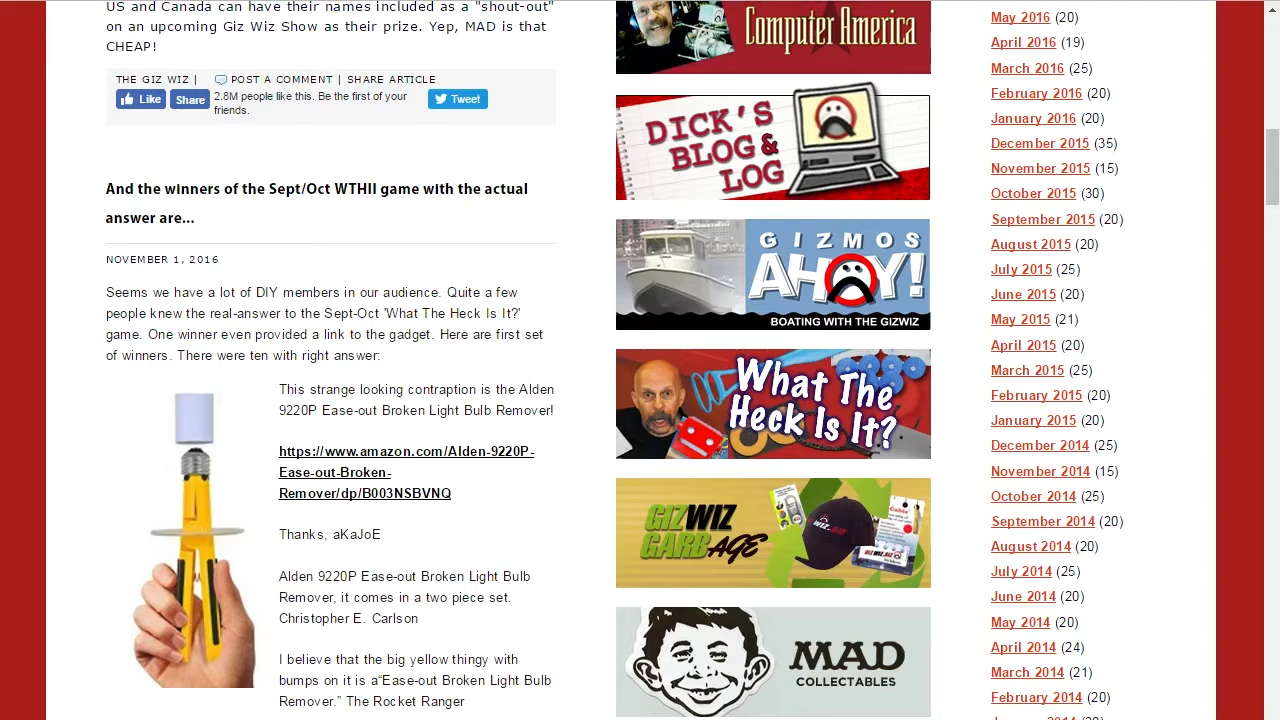 US and Canada can have their names included as a "shout-out"
on an upcoming Giz Wiz Show as their prize. Yep, MAD is that
CHEAP!
THE GIZ WIZ | POST A COMMENT | SHARE ARTICLE
Like Share 2.8M people like this. Be the first of your
friends.
Tweet
And the winners of the Sept/Oct WTHII game with the actual
answer are...
NOVEMBER 1, 2016
Seems we have a lot of DIY members in our audience. Quite a few
people knew the real-answer to the Sept-Oct 'What The Heck Is It?'
game. One winner even provided a link to the gadget. Here are first set
of winners. There were ten with right answer:
This strange looking contraption is the Alden
9220P Ease-out Broken Light Bulb Remover!
https://www.amazon.com/Alden-9220P-
Ease-out-Broken-
Remover/dp/B003NSBVNQ
Thanks, aKaJoE
Alden 9220P Ease-out Broken Light Bulb
Remover, it comes in a two piece set.
Christopher E. Carlson
I believe that the big yellow thingy with
bumps on it is a "Ease-out Broken Light Bulb
Remover." The Rocket Ranger
Computer America
DICK'S
BLOG &
LOG
GIZMOS
AHOY!
BOATING WITH THE GIZWIZ
What The
Heck Is It?
GIZWIZ
GARBAGE
MAD
COLLECTABLES
May 2016 (20)
April 2016 (19)
March 2016 (25)
February 2016 (20)
January 2016 (20)
December 2015 (35)
November 2015 (15)
October 2015 (30)
September 2015 (20)
August 2015 (20)
July 2015 (25)
June 2015 (20)
May 2015 (21)
April 2015 (20)
March 2015 (25)
February 2015 (20)
January 2015 (20)
December 2014 (25)
November 2014 (15)
October 2014 (25)
September 2014 (20)
August 2014 (20)
July 2014 (25)
June 2014 (20)
May 2014 (20)
April 2014 (24)
March 2014 (21)
February 2014 (20)